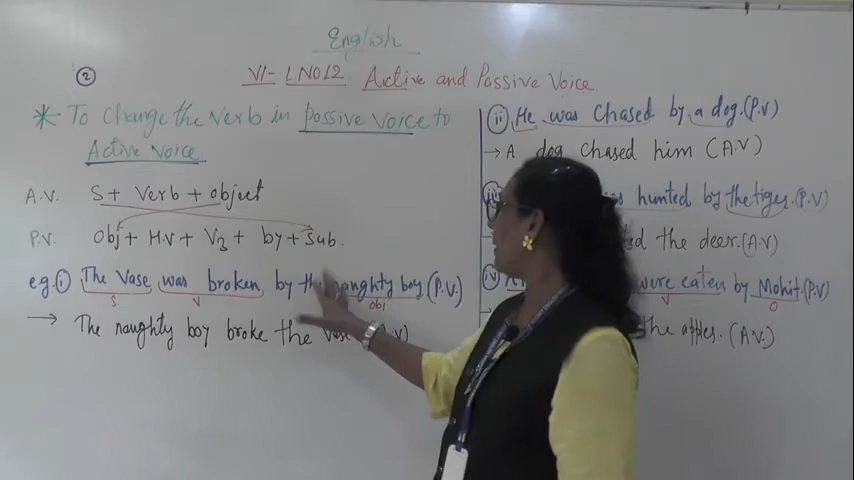 English
② VI- L NO12 Active and Passive Voice
* To Change the Verb in passive voice to
Active voice
A.V. S+ Verb + object
P.V. Obj+ H.V + V3 + by + Sub.
eg. ⓘ The Vase was broken by the naughty boy (P.V.)
S V obj
→ The naughty boy broke the vase (A.V)
ⓘⓘ He was Chased by a dog. (P.V)
→ A dog chased him (A.V)
hunted by the tiger. (P.V)
the deer. (A.V)
ⓘⓥ were eaten by Mohit. (P.V)
V O
the apples. (A.V.)